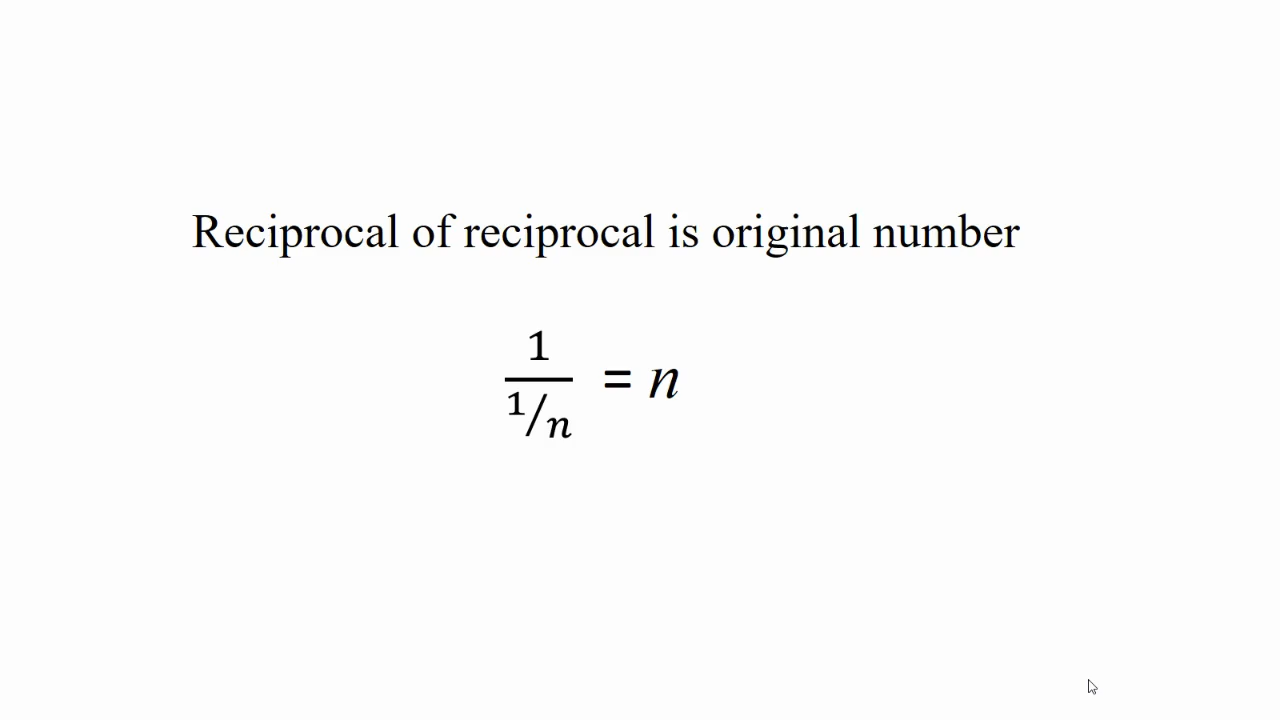 Reciprocal of reciprocal is original number
1
1/n
= n